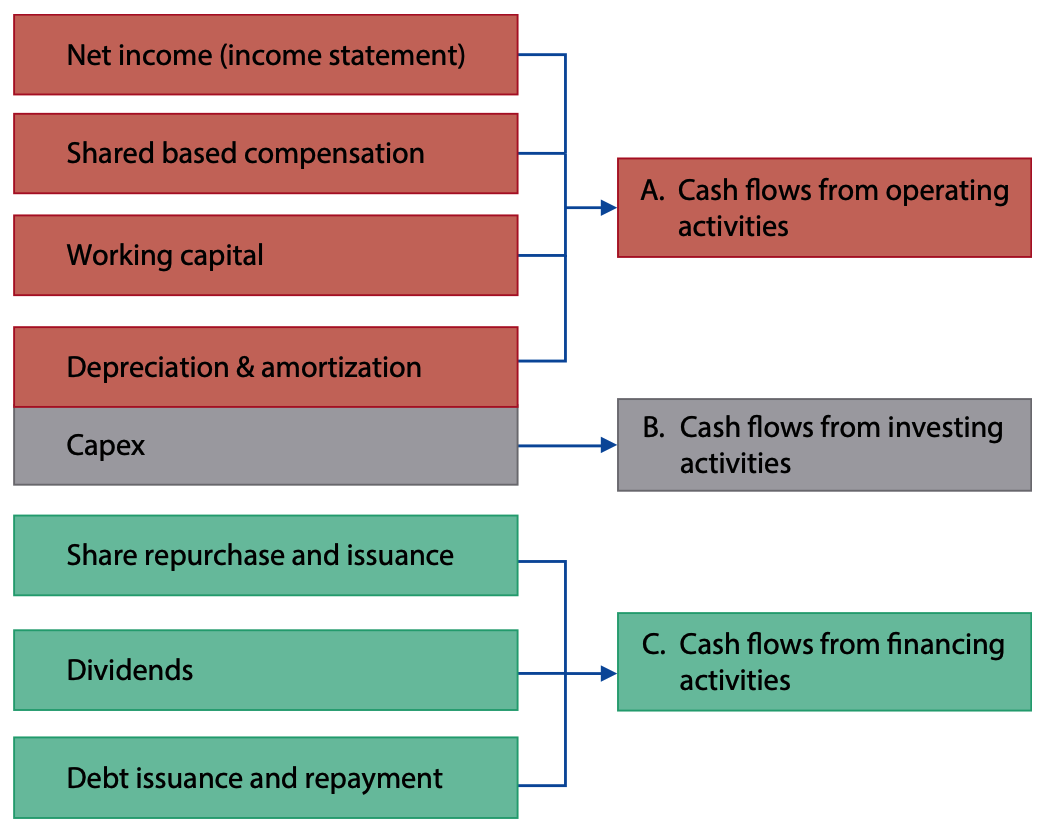 Net income (income statement)
Shared based compensation
Working capital
Depreciation & amortization
Capex
Share repurchase and issuance
Dividends
Debt issuance and repayment
A. Cash flows from operating
activities
B. Cash flows from investing
activities
C. Cash flows from financing
activities